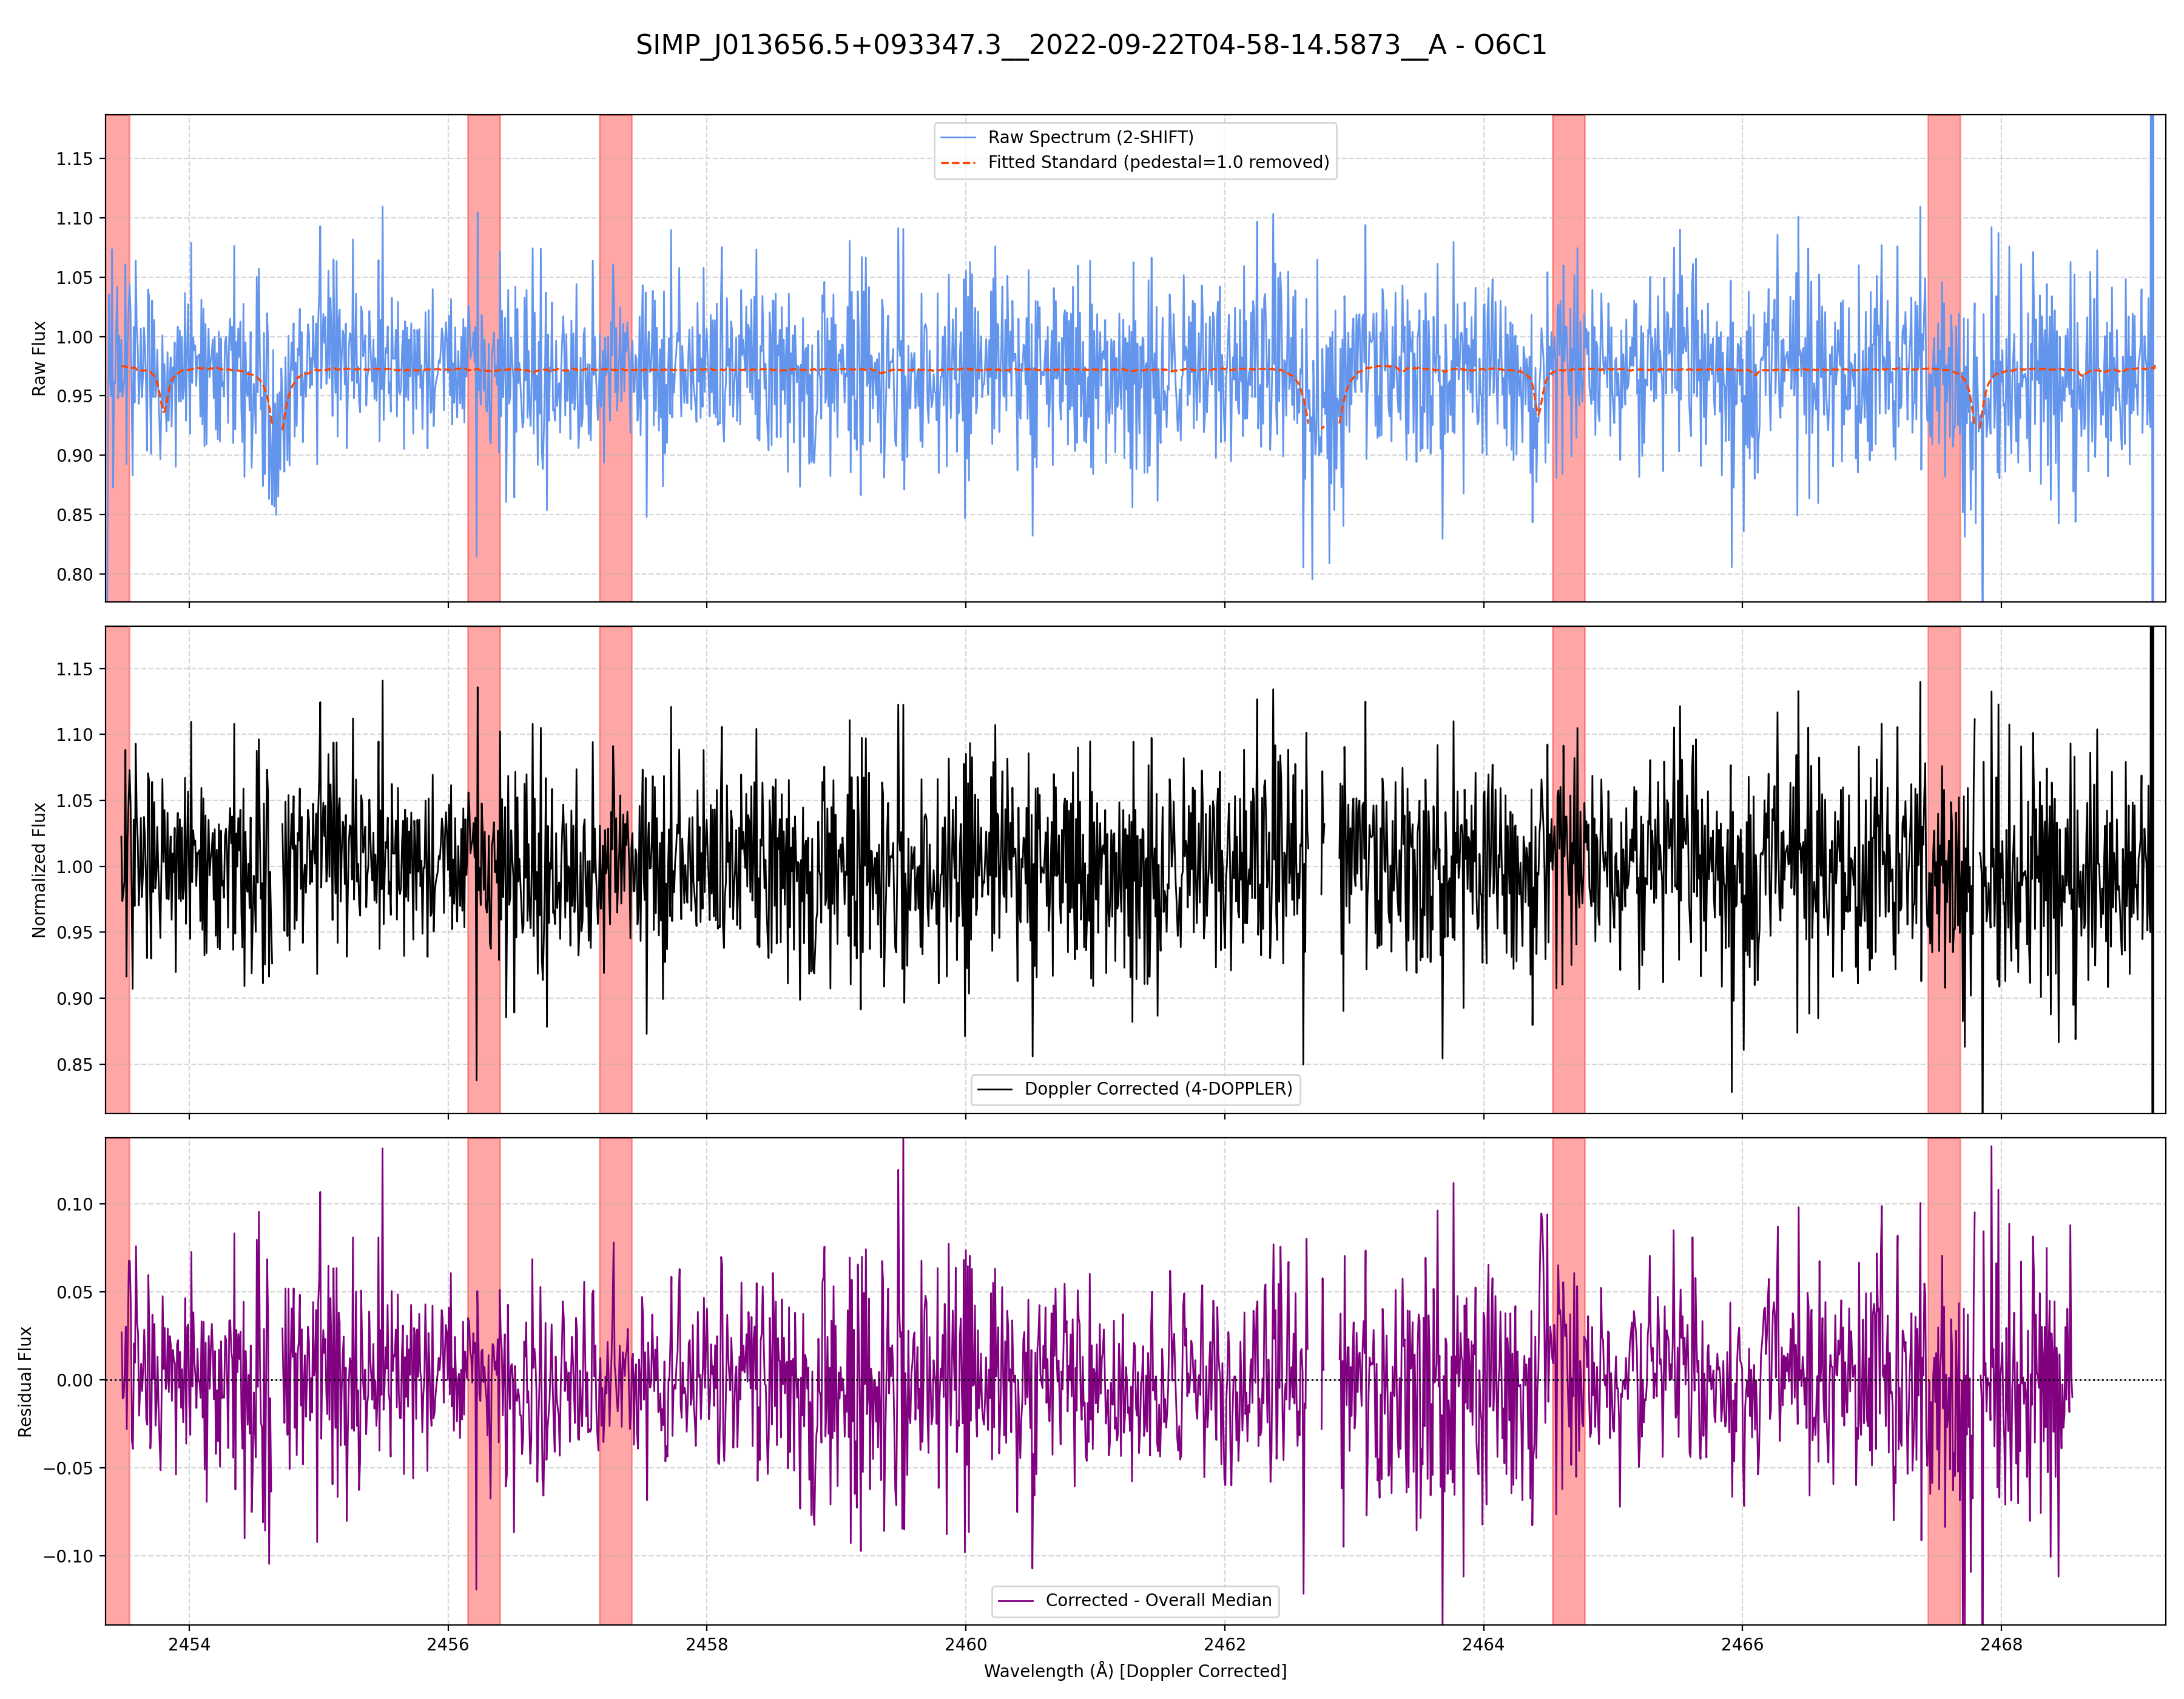 SIMP_J013656.5+093347.3__2022-09-22T04-58-14.5873__A - O6C1
Raw Spectrum (2-SHIFT)
Fitted Standard (pedestal=1.0 removed)
1.15
1.10
1.05
1.00
0.95
0.90
0.85
0.80
Raw Flux
1.15
1.10
1.05
1.00
0.95
0.90
0.85
Normalized Flux
Doppler Corrected (4-DOPPLER)
0.10
0.05
0.00
−0.05
−0.10
Residual Flux
Corrected - Overall Median
2454 2456 2458 2460 2462 2464 2466 2468
Wavelength (Å) [Doppler Corrected]